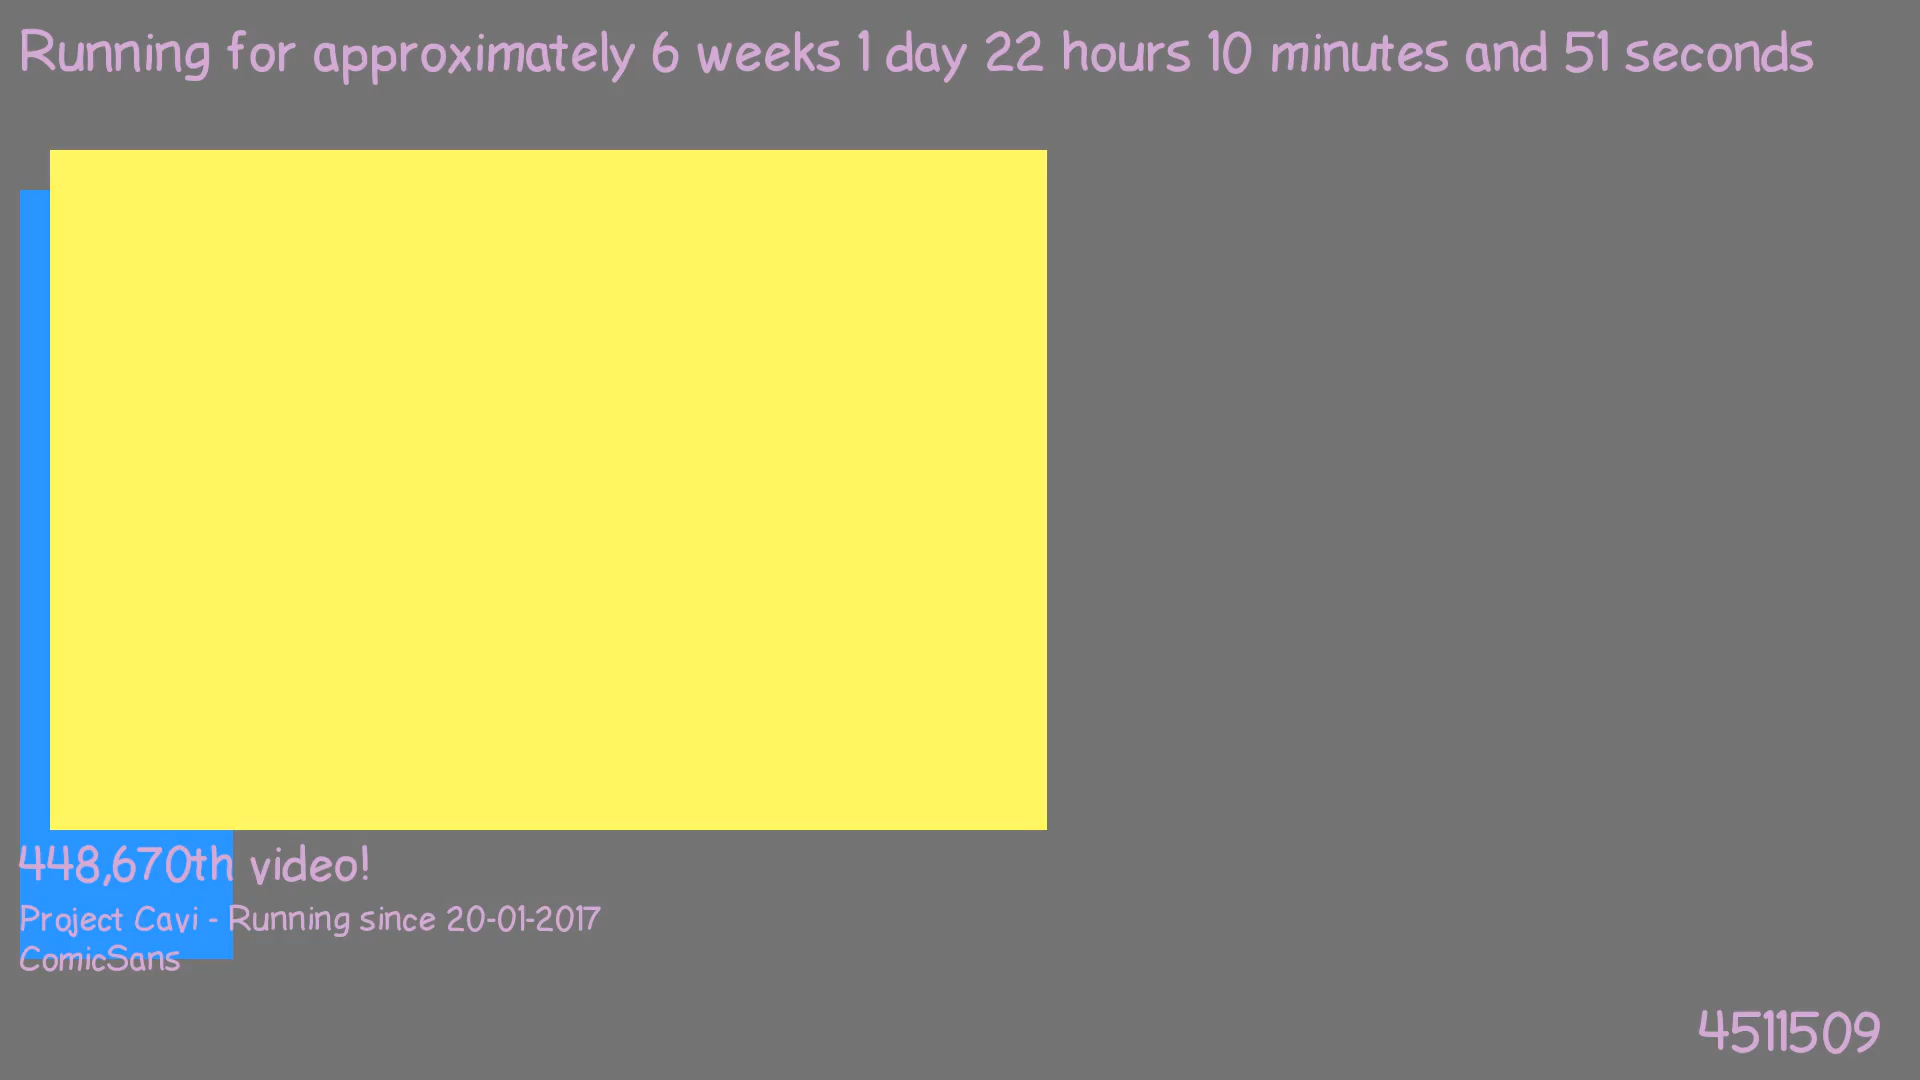 Running for approximately 6 weeks 1 day 22 hours 10 minutes and 51 seconds
448,670th video!
Project Cavi - Running since 20-01-2017
ComicSans
4511509